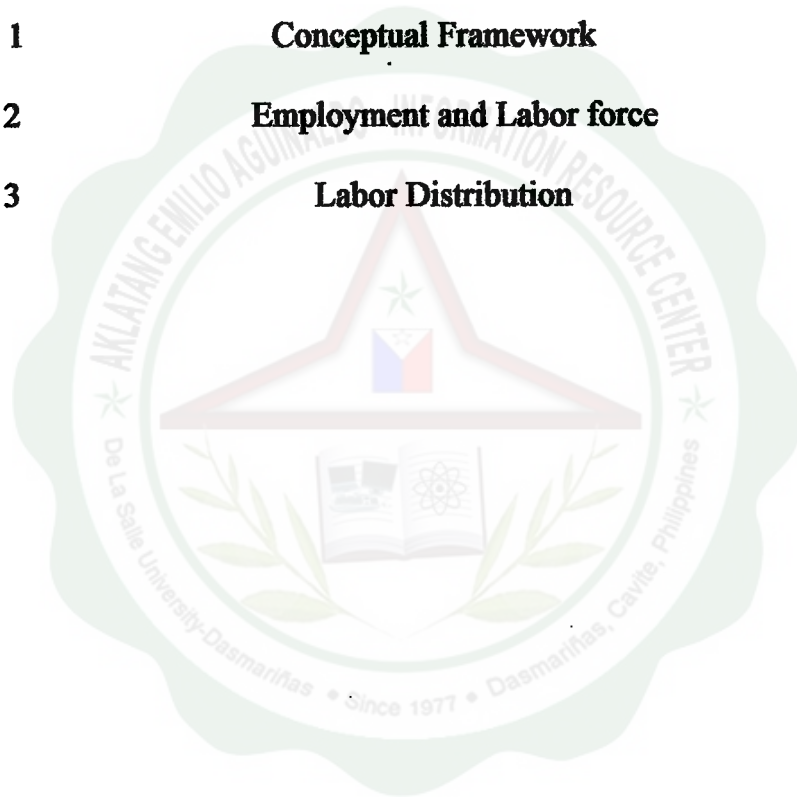 1 Conceptual Framework
2 Employment and Labor force
3 Labor Distribution
AKLATANG EMILIO AGUINALDO - INFORMATION RESOURCE CENTER
De La Salle University-Dasmariñas • Since 1977 • Dasmariñas, Cavite, Philippines